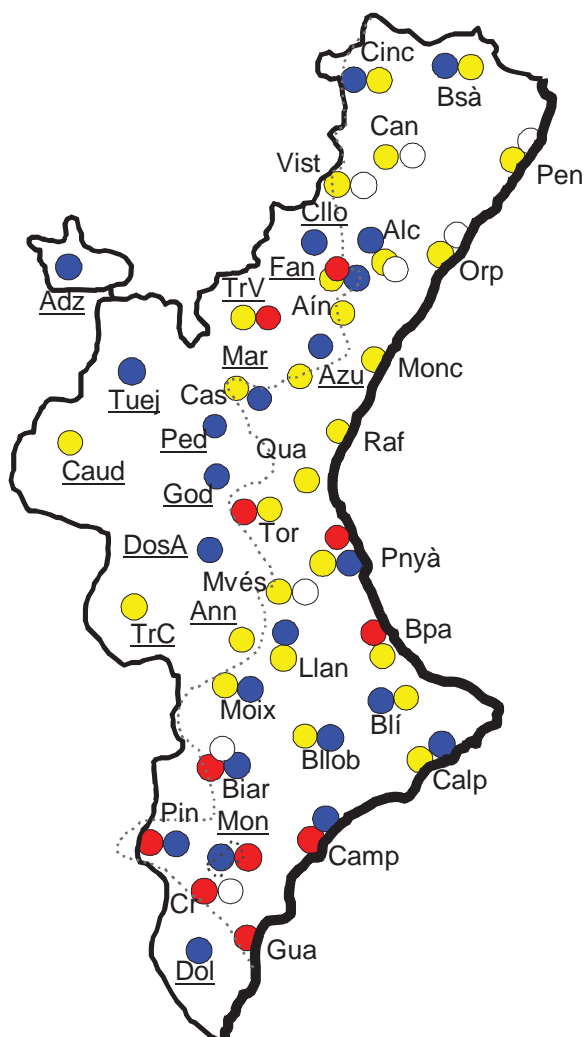 Cinc
Bsà
Can
Vist
Pen
Cllo
Alc
Fan
Orp
Adz
TrV
Aín
Mar
Azu
Monc
Tuej
Cas
Ped
Qua
Raf
Caud
God
Tor
DosA
Pnyà
Mvés
Ann
TrC
Bpa
Llan
Moix
Blí
Bllob
Calp
Biar
Pin
Mon
Camp
Cr
Gua
Dol